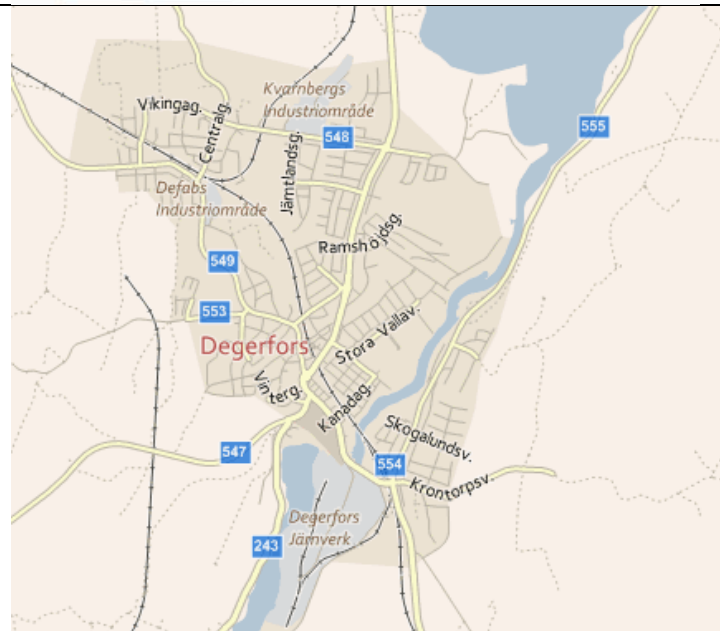 Kvarnbergs
Industriområde
Vikingag.
Centralg.
548
555
Jämtlandsg.
Defabs
Industriområde
Ramshöjdsg.
549
553
Degerfors
Stora Vallav.
Vinterg.
Kanadag.
Skogalundsv.
547
554
Krontorpsv.
Degerfors
Järnverk
243